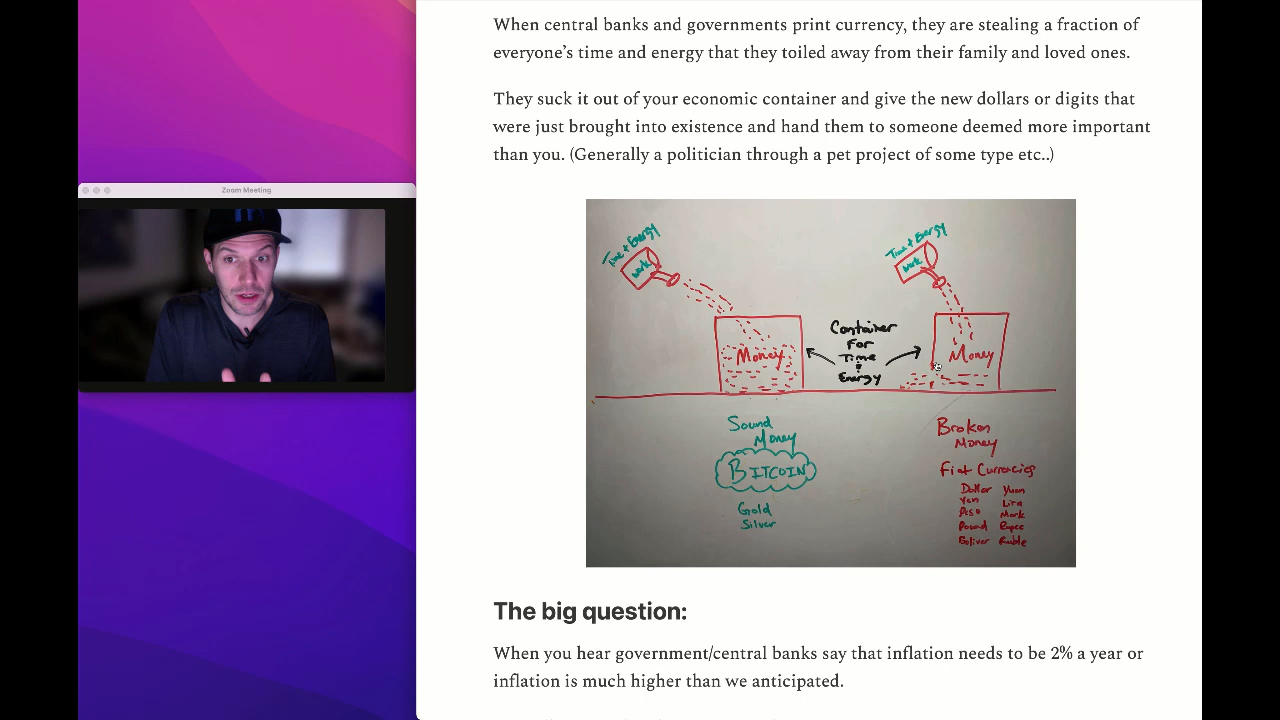 When central banks and governments print currency, they are stealing a fraction of
everyone's time and energy that they toiled away from their family and loved ones.
They suck it out of your economic container and give the new dollars or digits that
were just brought into existence and hand them to someone deemed more important
than you. (Generally a politician through a pet project of some type etc..)
Zoom Meeting
Time + Energy
Work
Time + Energy
Work
Money
Container
For
Time
+
Energy
Money
Sound
Money
BITCOIN
Gold
Silver
Broken
Money
Fiat Currencies
Dollar Yuan
Yen Lira
Peso Mark
Pound Rupee
Bolivar Ruble
The big question:
When you hear government/central banks say that inflation needs to be 2% a year or
inflation is much higher than we anticipated.